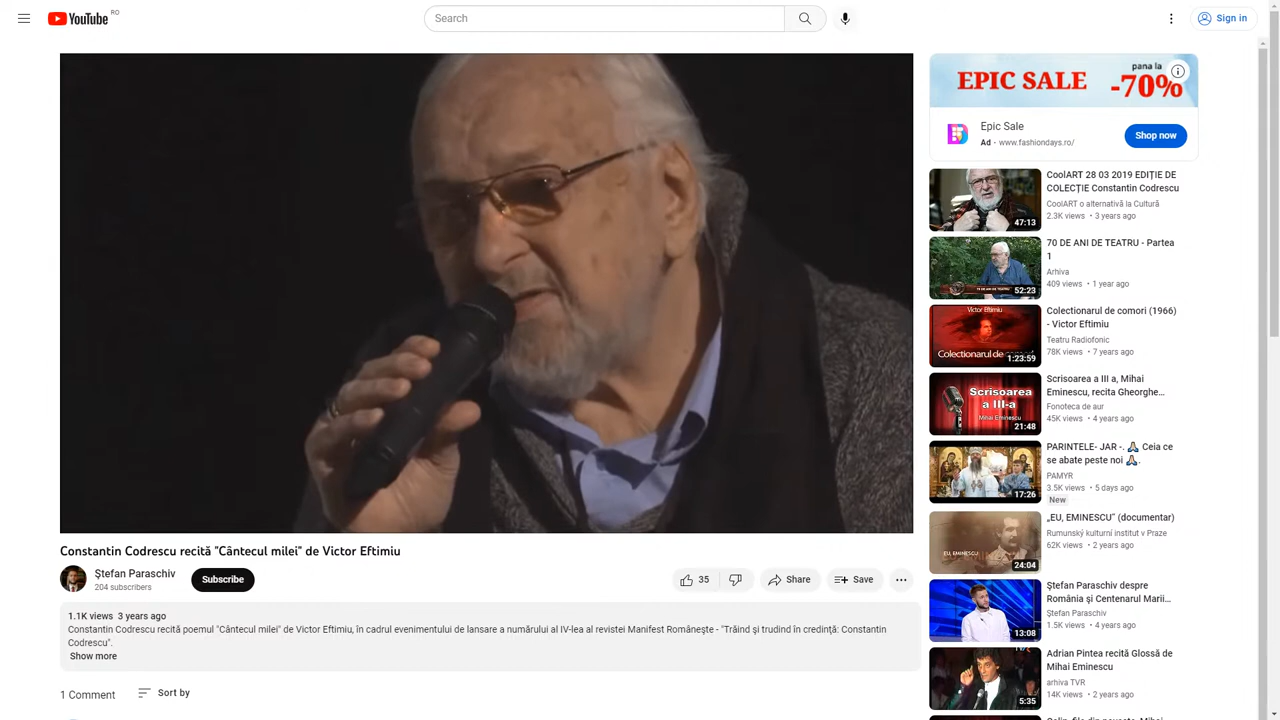 YouTube RO
Search
Sign in
EPIC SALE
pana la
-70%
Epic Sale
Ad - www.fashiondays.ro/
Shop now
47:13
CoolART 28 03 2019 EDIȚIE DE
COLECȚIE Constantin Codrescu
CoolART o alternativă la Cultură
2.3K views • 3 years ago
52:23
70 DE ANI DE TEATRU - Partea
1
Arhiva
409 views • 1 year ago
Victor Eftimiu
Colectionarul de comori
1:23:59
Colectionarul de comori (1966)
- Victor Eftimiu
Teatru Radiofonic
78K views • 7 years ago
Scrisoarea
a III-a
Mihai Eminescu
21:48
Scrisoarea a III a, Mihai
Eminescu, recita Gheorghe...
Fonoteca de aur
45K views • 4 years ago
17:26
PARINTELE- JAR -. 🙏🏼 Ceia ce
se abate peste noi 🙏🏼.
PAMYR
3.5K views • 5 days ago
New
EU, EMINESCU
24:04
„EU, EMINESCU” (documentar)
Rumunský kulturní institut v Praze
62K views • 2 years ago
13:08
Ștefan Paraschiv despre
România și Centenarul Marii...
Ștefan Paraschiv
1.5K views • 4 years ago
5:35
Adrian Pintea recită Glossă de
Mihai Eminescu
arhiva TVR
14K views • 2 years ago
Constantin Codrescu recită "Cântecul milei" de Victor Eftimiu
Ștefan Paraschiv
204 subscribers
Subscribe
35
Share
Save
1.1K views 3 years ago
Constantin Codrescu recită poemul "Cântecul milei" de Victor Eftimiu, în cadrul evenimentului de lansare a numărului al IV-lea al revistei Manifest Românește - "Trăind și trudind în credință: Constantin
Codrescu".
Show more
1 Comment
Sort by